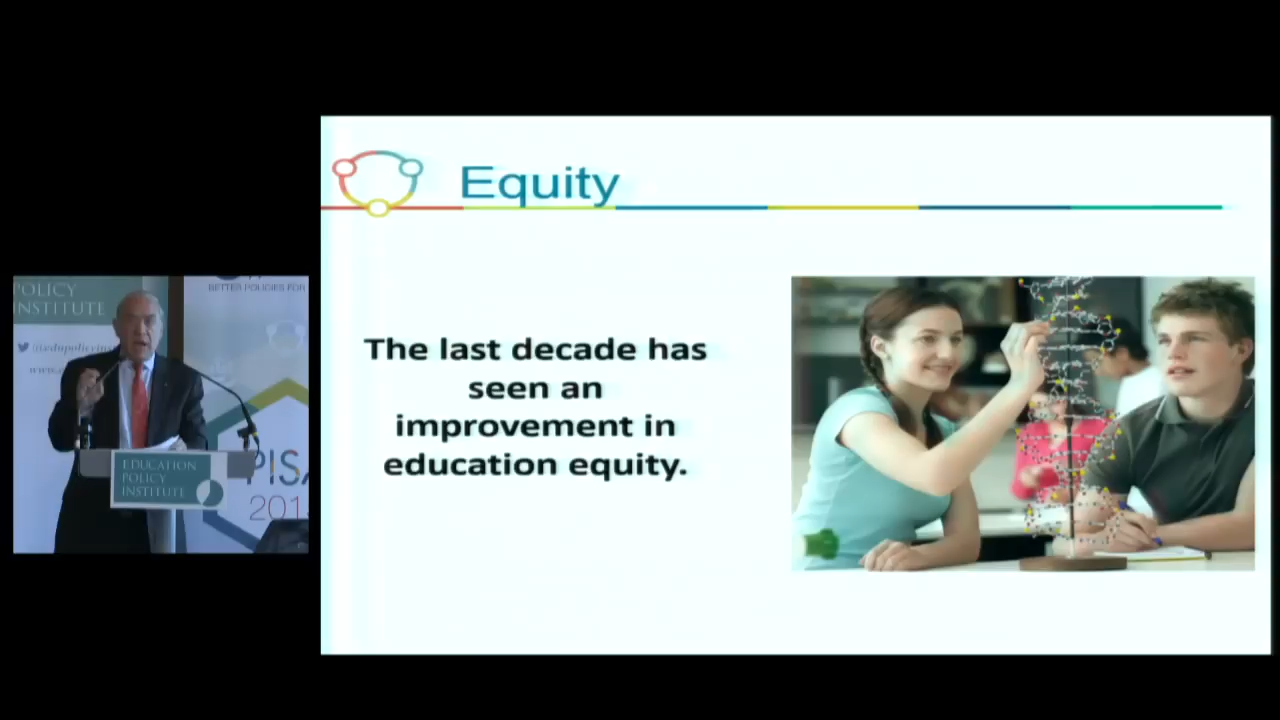 Equity
The last decade has
seen an
improvement in
education equity.
POLICY
INSTITUTE
BETTER POLICIES FOR
EDUCATION
POLICY
INSTITUTE
PISA
201